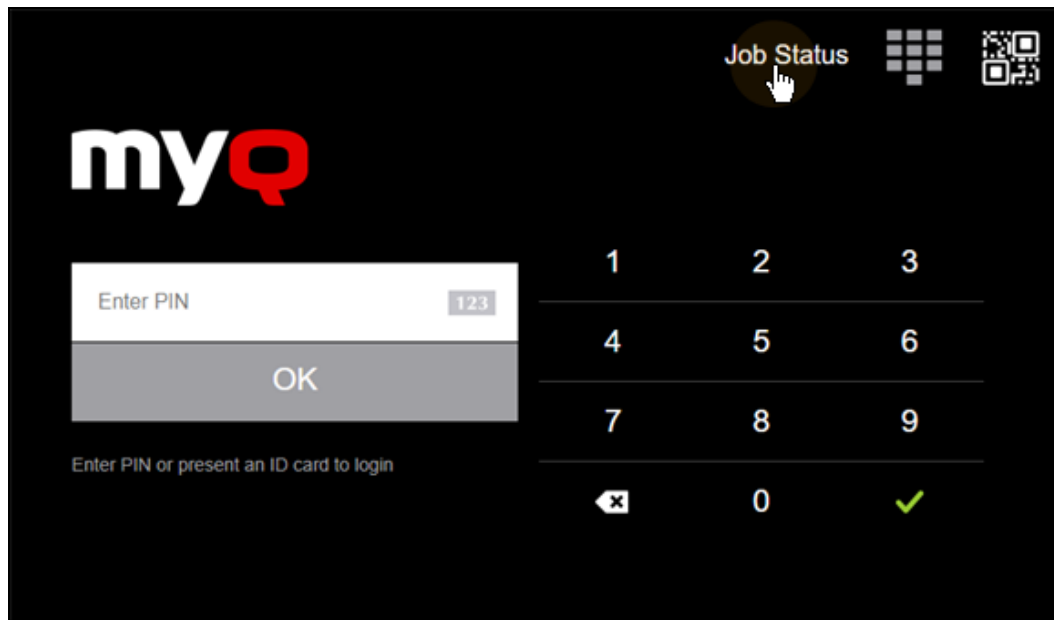 Job Status
myQ
Enter PIN 123
OK
Enter PIN or present an ID card to login
1 2 3
4 5 6
7 8 9
0